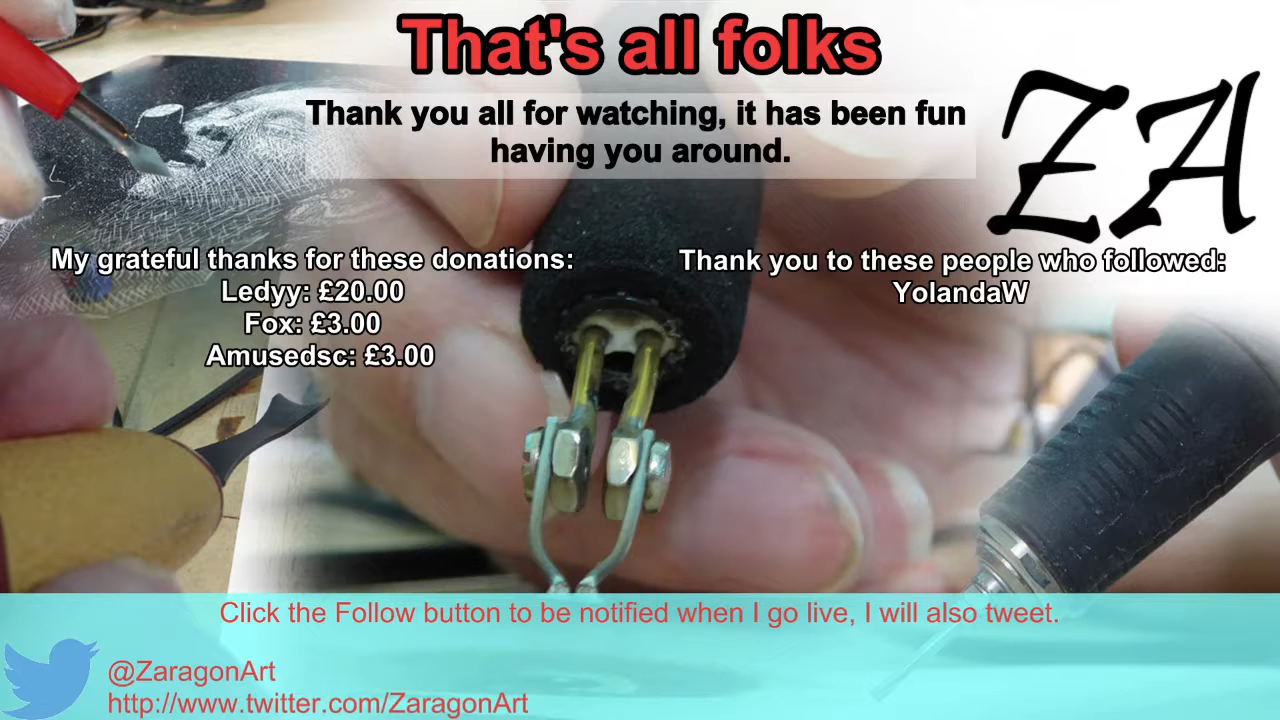 That's all folks
Thank you all for watching, it has been fun
having you around.
ZA
My grateful thanks for these donations:
Ledyy: £20.00
Fox: £3.00
Amusedsc: £3.00
Thank you to these people who followed:
YolandaW
Click the Follow button to be notified when I go live, I will also tweet.
@ZaragonArt
http://www.twitter.com/ZaragonArt